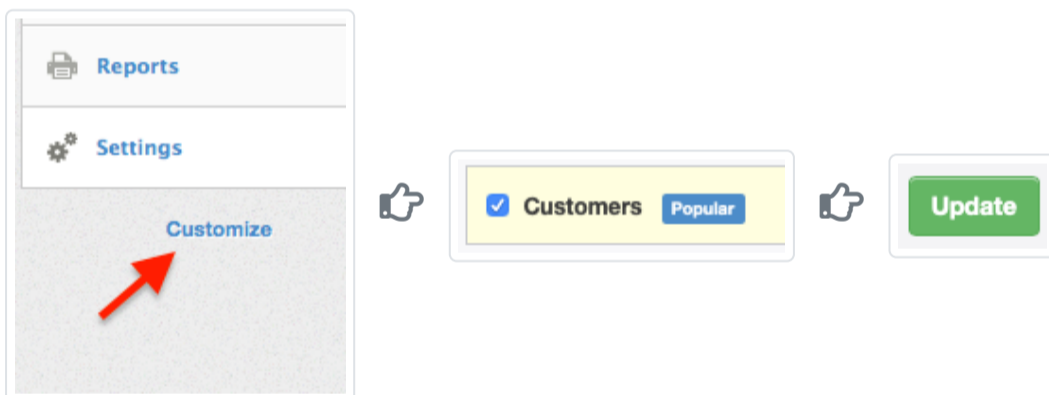 Reports
Settings
Customize
Customers Popular
Update